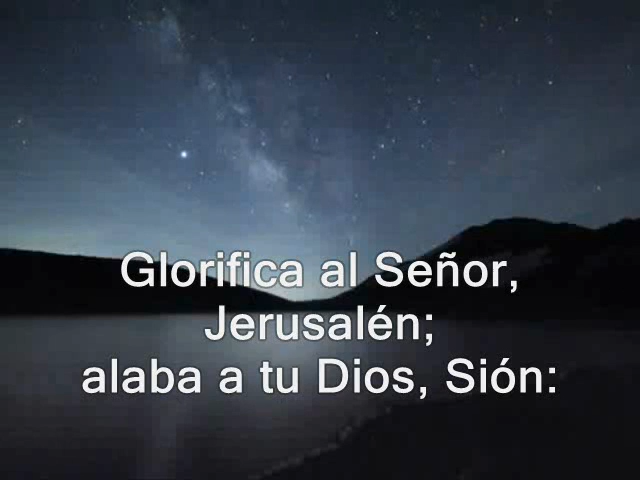 Glorifica al Señor,
Jerusalén;
alaba a tu Dios, Sión: